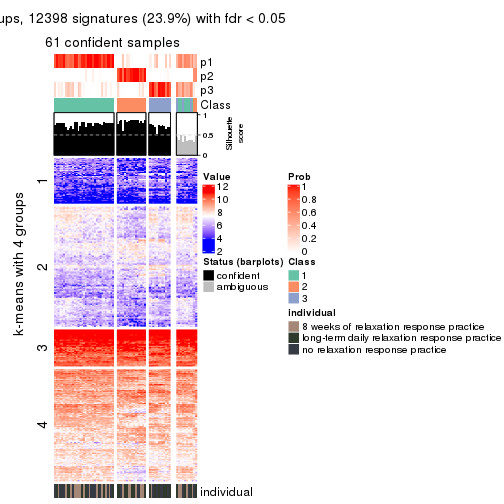 ups, 12398 signatures (23.9%) with fdr < 0.05
61 confident samples
p1
p2
p3
Class
1
0.5
0
Silhouette
score
k-means with 4 groups
1
2
3
4
individual
Value
12
10
8
6
4
2
0
Prob
1
0.8
0.6
0.4
0.2
0
Status (barplots)
confident
ambiguous
Class
1
2
3
individual
8 weeks of relaxation response practice
long-term daily relaxation response practice
no relaxation response practice